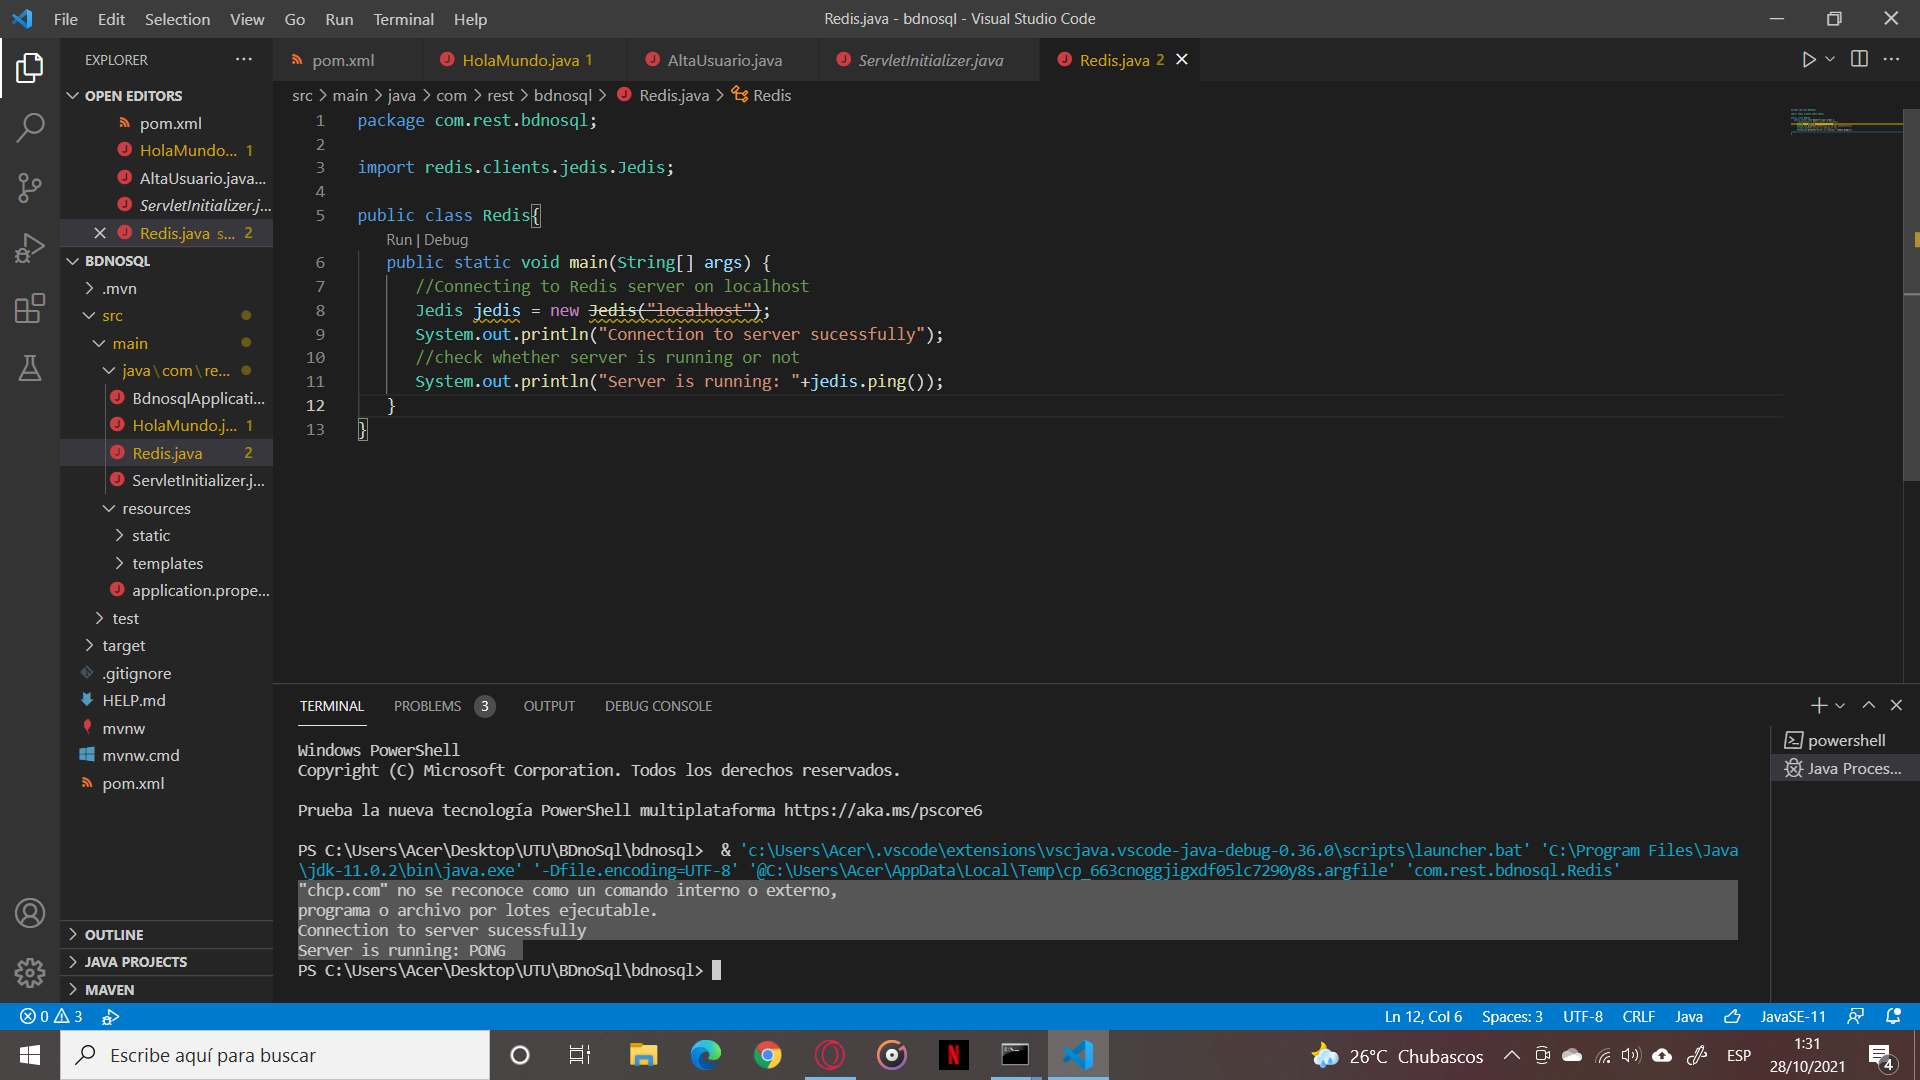 File Edit Selection View Go Run Terminal Help
Redis.java - bdnosql - Visual Studio Code
EXPLORER
OPEN EDITORS
pom.xml
HolaMundo... 1
AltaUsuario.java...
ServletInitializer.j...
Redis.java s... 2
BDNOSQL
.mvn
src
main
java\com\re...
BdnosqlApplicati...
HolaMundo.j... 1
Redis.java 2
ServletInitializer.j...
resources
static
templates
application.prope...
test
target
.gitignore
HELP.md
mvnw
mvnw.cmd
pom.xml
OUTLINE
JAVA PROJECTS
MAVEN
pom.xml HolaMundo.java 1 AltaUsuario.java ServletInitializer.java Redis.java 2
src > main > java > com > rest > bdnosql > Redis.java > Redis
1 package com.rest.bdnosql;
2
3 import redis.clients.jedis.Jedis;
4
5 public class Redis{
Run | Debug
6 public static void main(String[] args) {
7 //Connecting to Redis server on localhost
8 Jedis jedis = new Jedis("localhost");
9 System.out.println("Connection to server sucessfully");
10 //check whether server is running or not
11 System.out.println("Server is running: "+jedis.ping());
12 }
13 }
TERMINAL PROBLEMS 3 OUTPUT DEBUG CONSOLE
Windows PowerShell
Copyright (C) Microsoft Corporation. Todos los derechos reservados.
Prueba la nueva tecnología PowerShell multiplataforma https://aka.ms/pscore6
PS C:\Users\Acer\Desktop\UTU\BDnoSql\bdnosql> & 'c:\Users\Acer\.vscode\extensions\vscjava.vscode-java-debug-0.36.0\scripts\launcher.bat' 'C:\Program Files\Java
\jdk-11.0.2\bin\java.exe' '-Dfile.encoding=UTF-8' '@C:\Users\Acer\AppData\Local\Temp\cp_663cnoggjigxdf05lc7290y8s.argfile' 'com.rest.bdnosql.Redis'
"chcp.com" no se reconoce como un comando interno o externo,
programa o archivo por lotes ejecutable.
Connection to server sucessfully
Server is running: PONG
PS C:\Users\Acer\Desktop\UTU\BDnoSql\bdnosql>
powershell
Java Proces...
0 3
Ln 12, Col 6 Spaces: 3 UTF-8 CRLF Java JavaSE-11
Escribe aquí para buscar
26°C Chubascos
ESP
1:31
28/10/2021
4